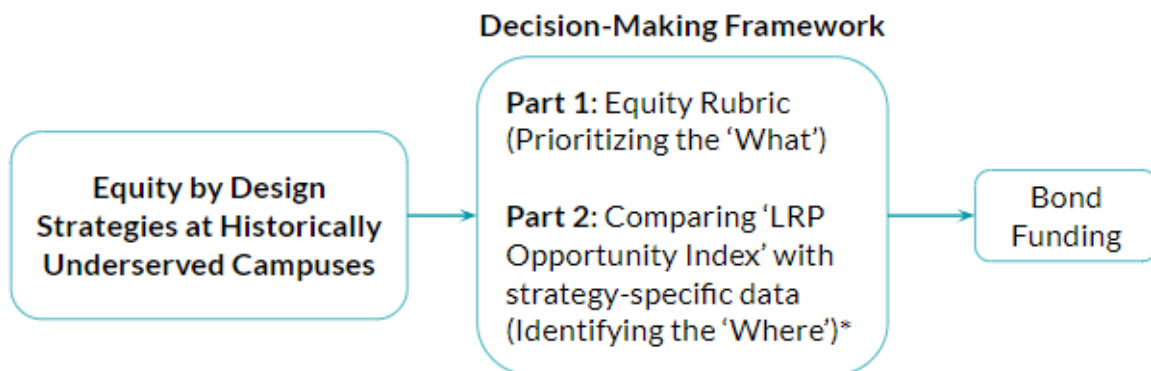 Decision-Making Framework
Equity by Design
Strategies at Historically
Underserved Campuses
Part 1: Equity Rubric
(Prioritizing the ‘What’)
Part 2: Comparing ‘LRP
Opportunity Index’ with
strategy-specific data
(Identifying the ‘Where’)*
Bond
Funding